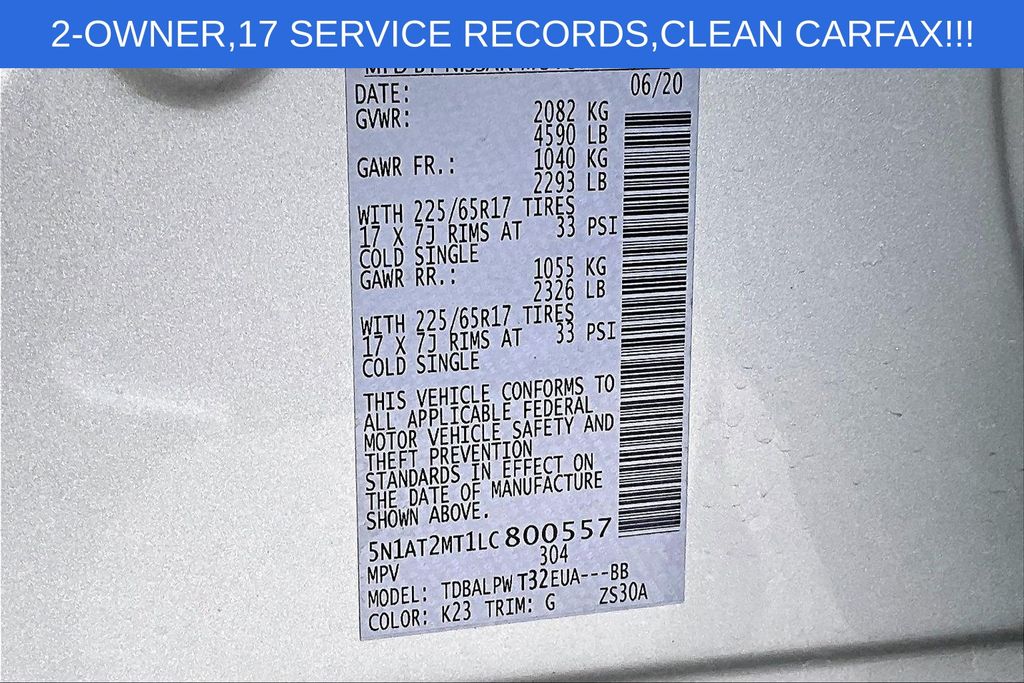 2-OWNER,17 SERVICE RECORDS,CLEAN CARFAX!!!
MFD BY NISSAN
DATE: 06/20
GVWR: 2082 KG
4590 LB
GAWR FR.: 1040 KG
2293 LB
WITH 225/65R17 TIRES
17 X 7J RIMS AT 33 PSI
COLD SINGLE
GAWR RR.: 1055 KG
2326 LB
WITH 225/65R17 TIRES
17 X 7J RIMS AT 33 PSI
COLD SINGLE
THIS VEHICLE CONFORMS TO
ALL APPLICABLE FEDERAL
MOTOR VEHICLE SAFETY AND
THEFT PREVENTION
STANDARDS IN EFFECT ON
THE DATE OF MANUFACTURE
SHOWN ABOVE.
5N1AT2MT1LC800557
MPV 304
MODEL: TDBALPWT32EUA---BB
COLOR: K23 TRIM: G ZS30A